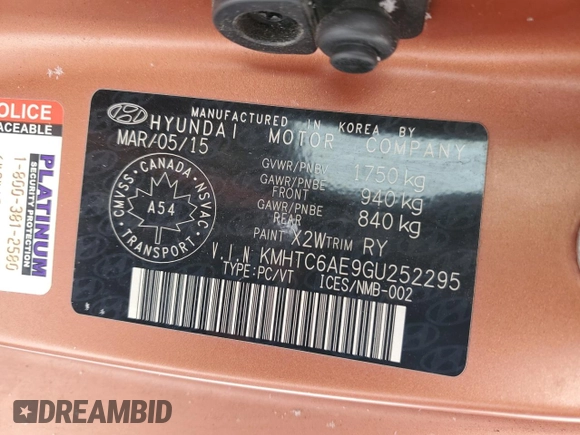 MANUFACTURED IN KOREA BY
HYUNDAI MOTOR COMPANY
MAR/05/15
GVWR/PNBV 1750 kg
GAWR/PNBE FRONT 940 kg
GAWR/PNBE REAR 840 kg
PAINT X2W TRIM RY
V.I.N KMHTC6AE9GU252295
TYPE:PC/VT ICES/NMB-002
CANADA
CMVSS NSVAC
A54
TRANSPORT
OLICE
ACEABLE
PLATINUM
SECURITY PROTECTION
1-800-381-2580
DREAMBID